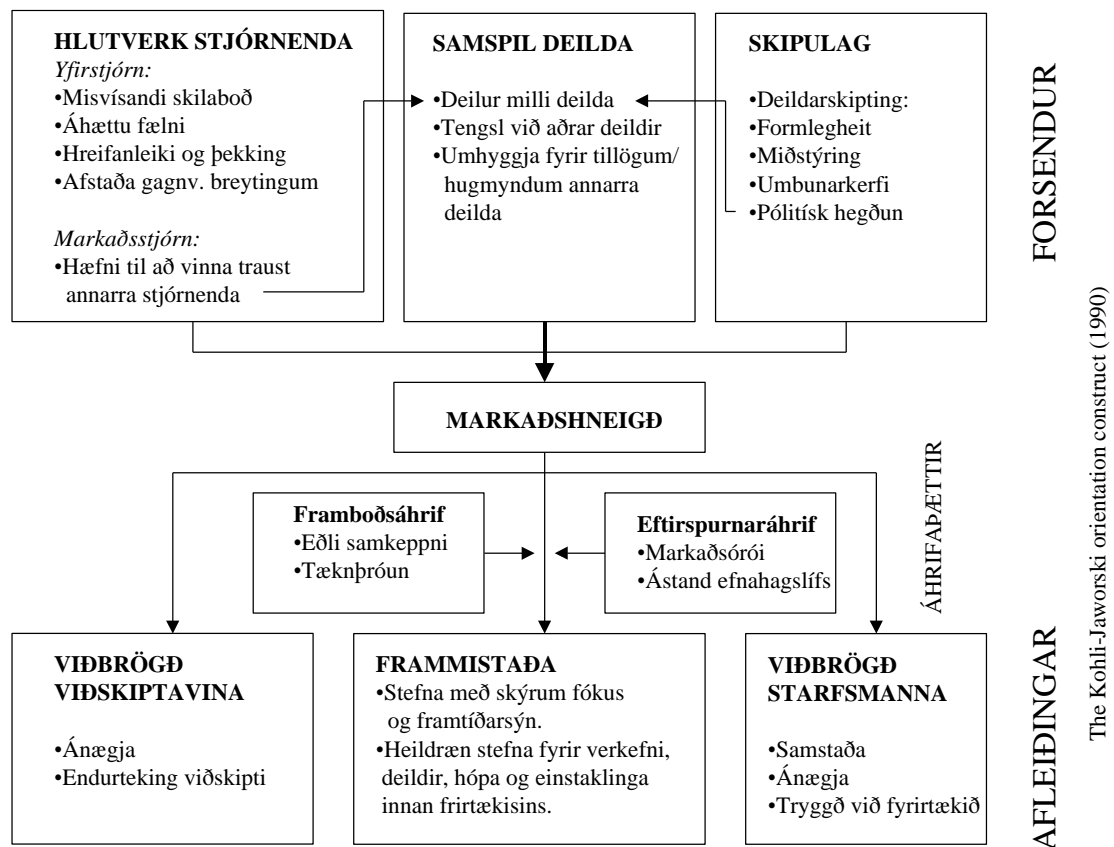 HLUTVERK STJÓRNENDA
Yfirstjórn:
•Misvísandi skilaboð
•Áhættu fælni
•Hreifanleiki og þekking
•Afstaða gagnv. breytingum
Markaðsstjórn:
•Hæfni til að vinna traust
annarra stjórnenda
SAMSPIL DEILDA
•Deilur milli deilda
•Tengsl við aðrar deildir
•Umhyggja fyrir tillögum/
hugmyndum annarra
deilda
SKIPULAG
•Deildarskipting:
•Formlegheit
•Miðstýring
•Umbunarkerfi
•Pólitísk hegðun
FORSENDUR
MARKAÐSHNEIGÐ
Framboðsáhrif
•Eðli samkeppni
•Tæknþróun
Eftirspurnaráhrif
•Markaðsórói
•Ástand efnahagslífs
ÁHRIFAÞÆTTIR
VIÐBRÖGÐ
VIÐSKIPTAVINA
•Ánægja
•Endurteking viðskipti
FRAMMISTAÐA
•Stefna með skýrum fókus
og framtíðarsýn.
•Heildræn stefna fyrir verkefni,
deildir, hópa og einstaklinga
innan frirtækisins.
VIÐBRÖGÐ
STARFSMANNA
•Samstaða
•Ánægja
•Tryggð við fyrirtækið
AFLEIÐINGAR
The Kohli-Jaworski orientation construct (1990)